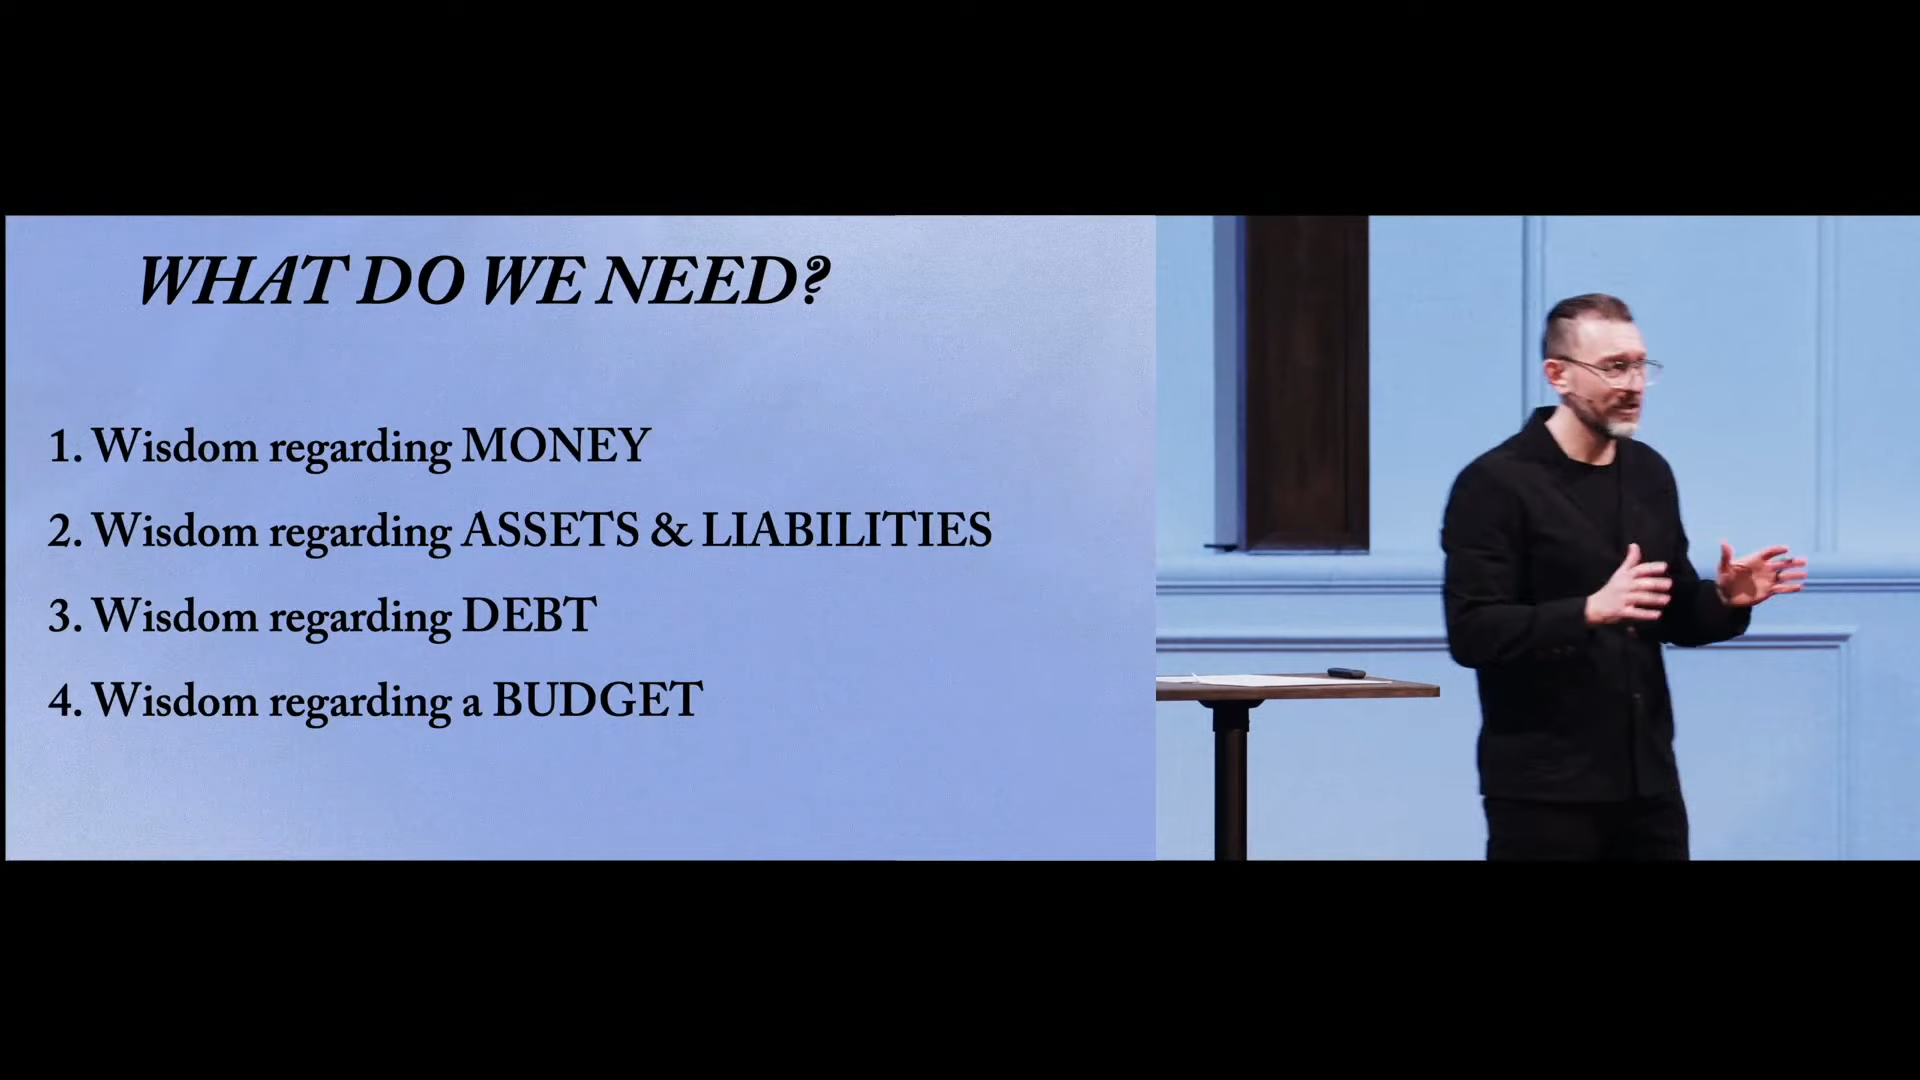 WHAT DO WE NEED?
1. Wisdom regarding MONEY
2. Wisdom regarding ASSETS & LIABILITIES
3. Wisdom regarding DEBT
4. Wisdom regarding a BUDGET